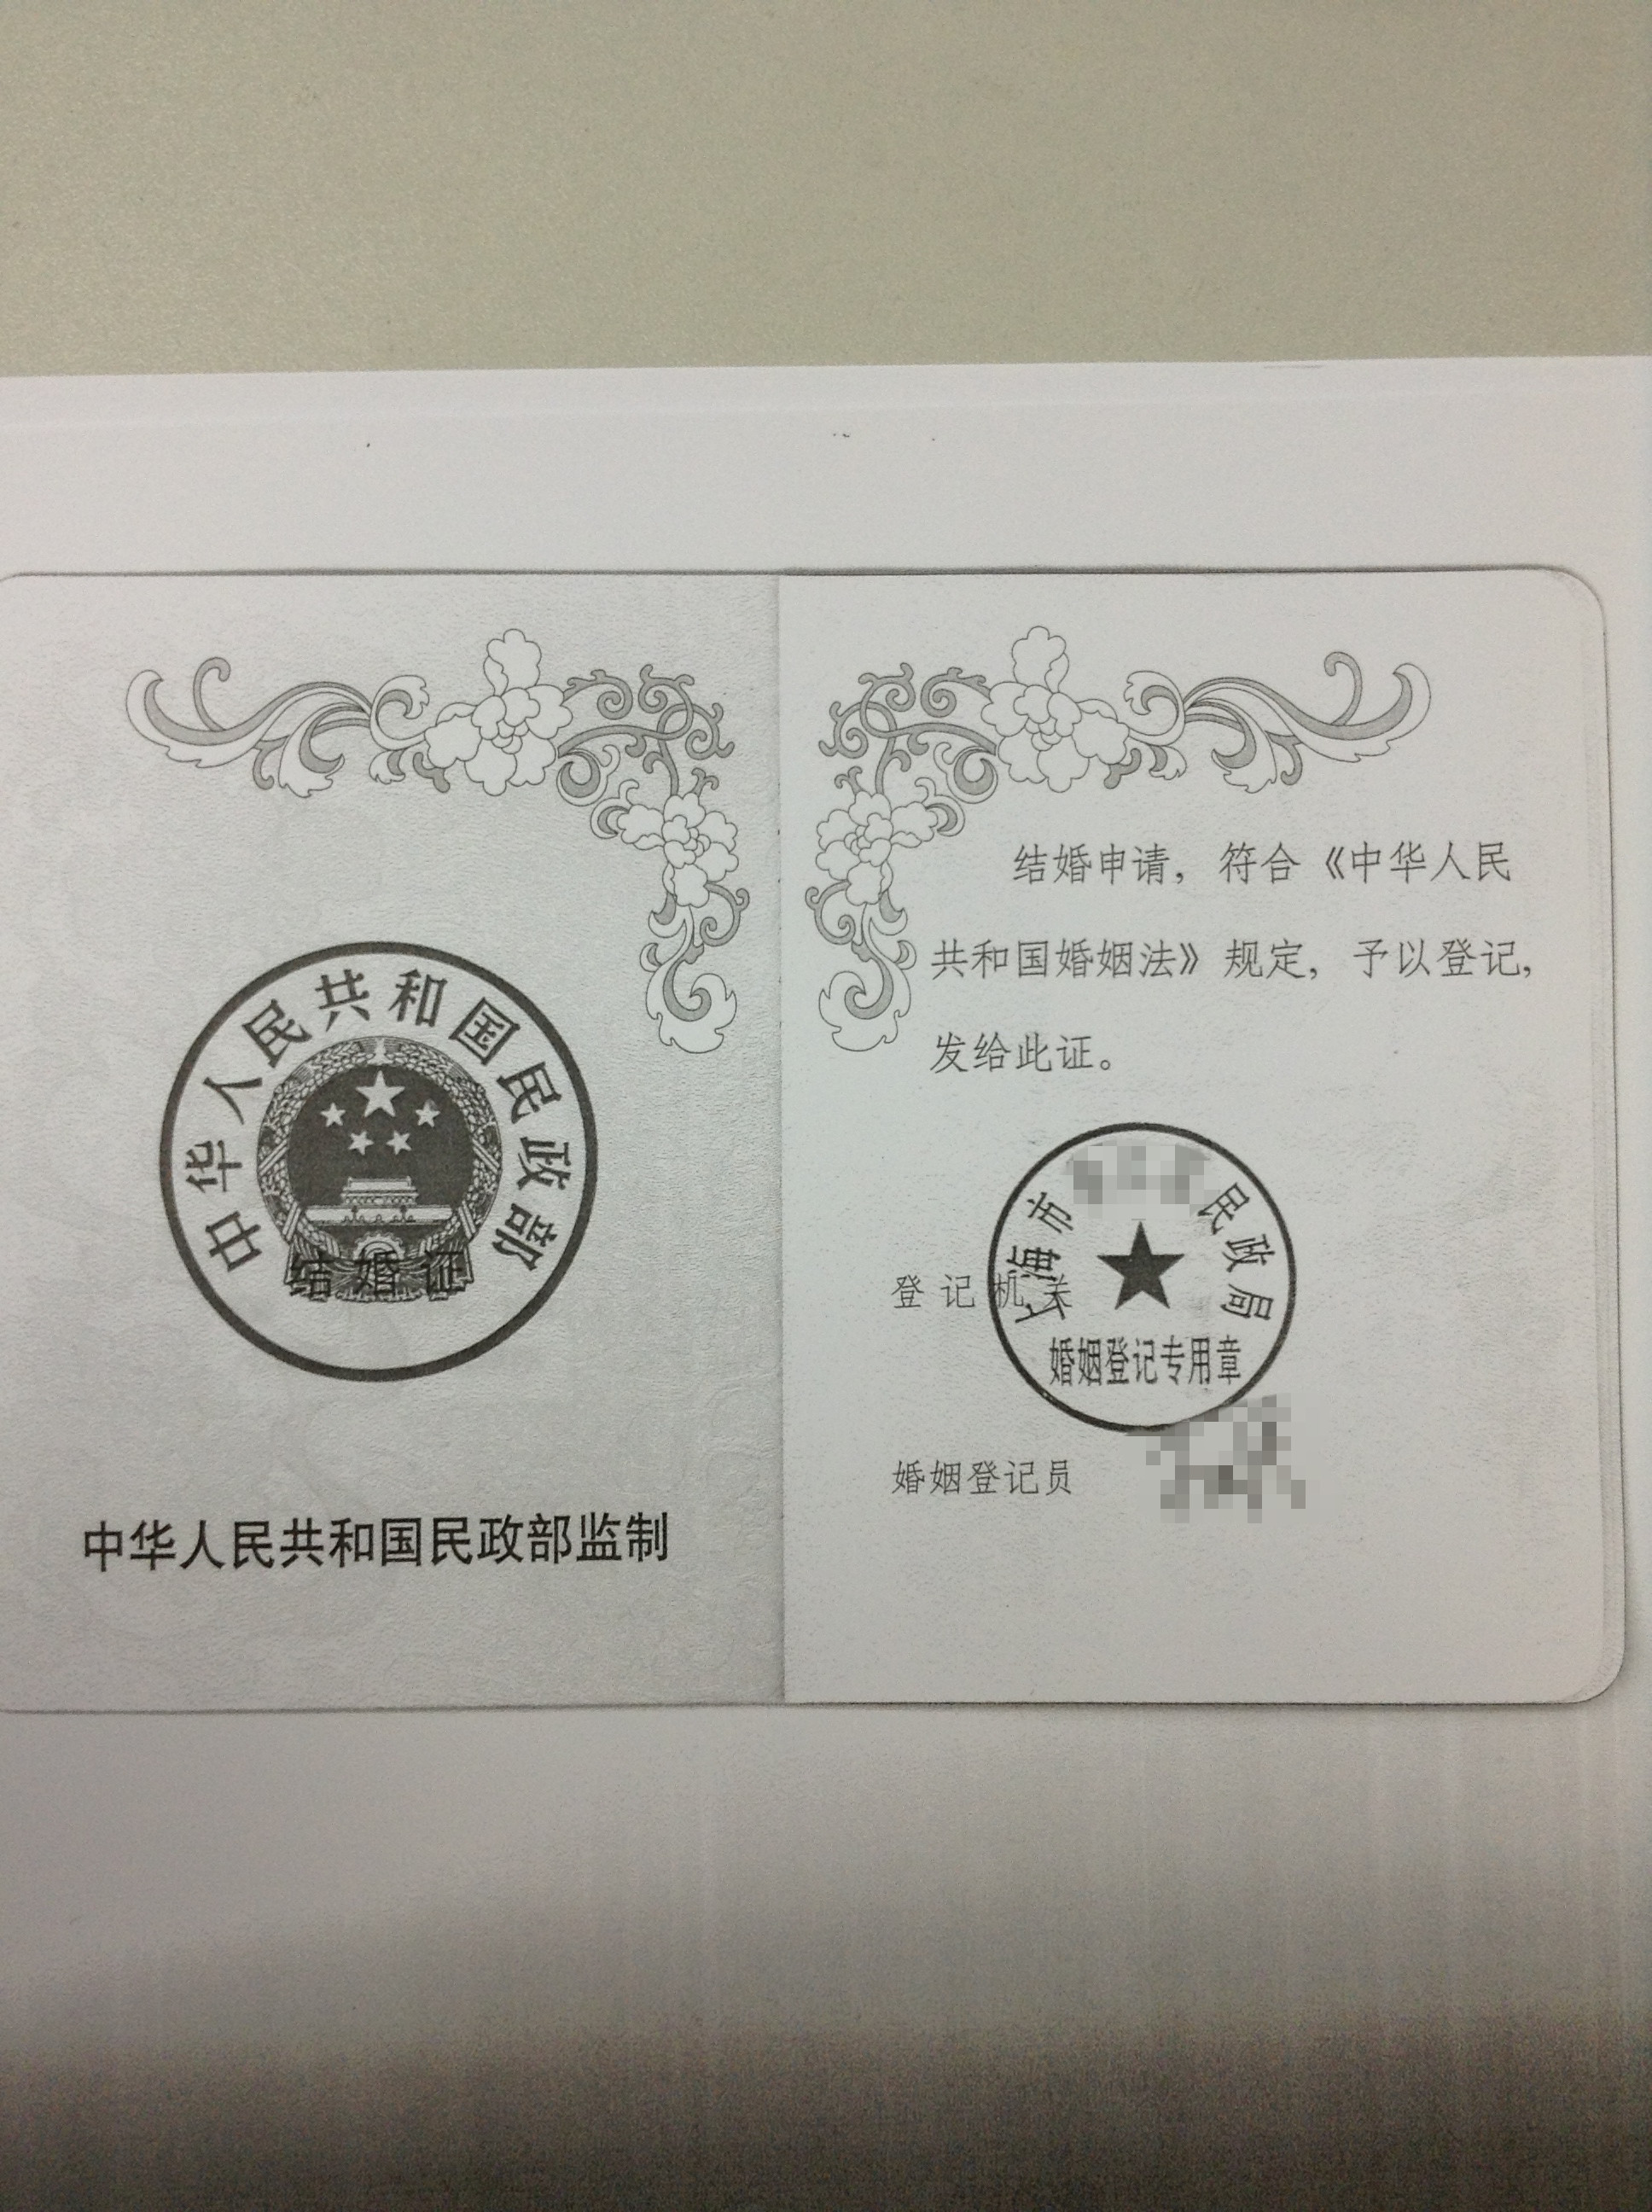 中华人民共和国民政部
结婚证
中华人民共和国民政部监制
结婚申请，符合《中华人民
共和国婚姻法》规定，予以登记，
发给此证。
上海市 民政局
登记机关
婚姻登记专用章
婚姻登记员